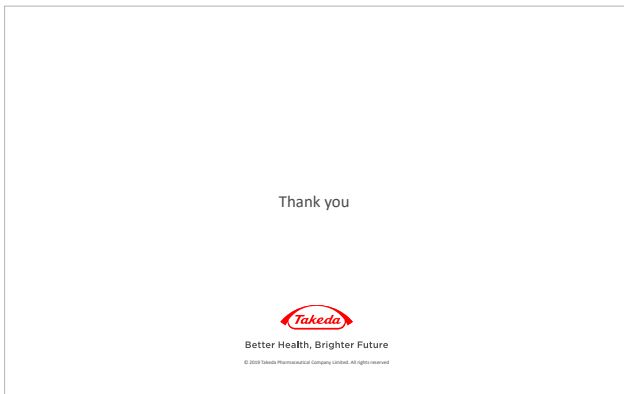 Thank you
Takeda
Better Health, Brighter Future
© 2019 Takeda Pharmaceutical Company Limited. All rights reserved